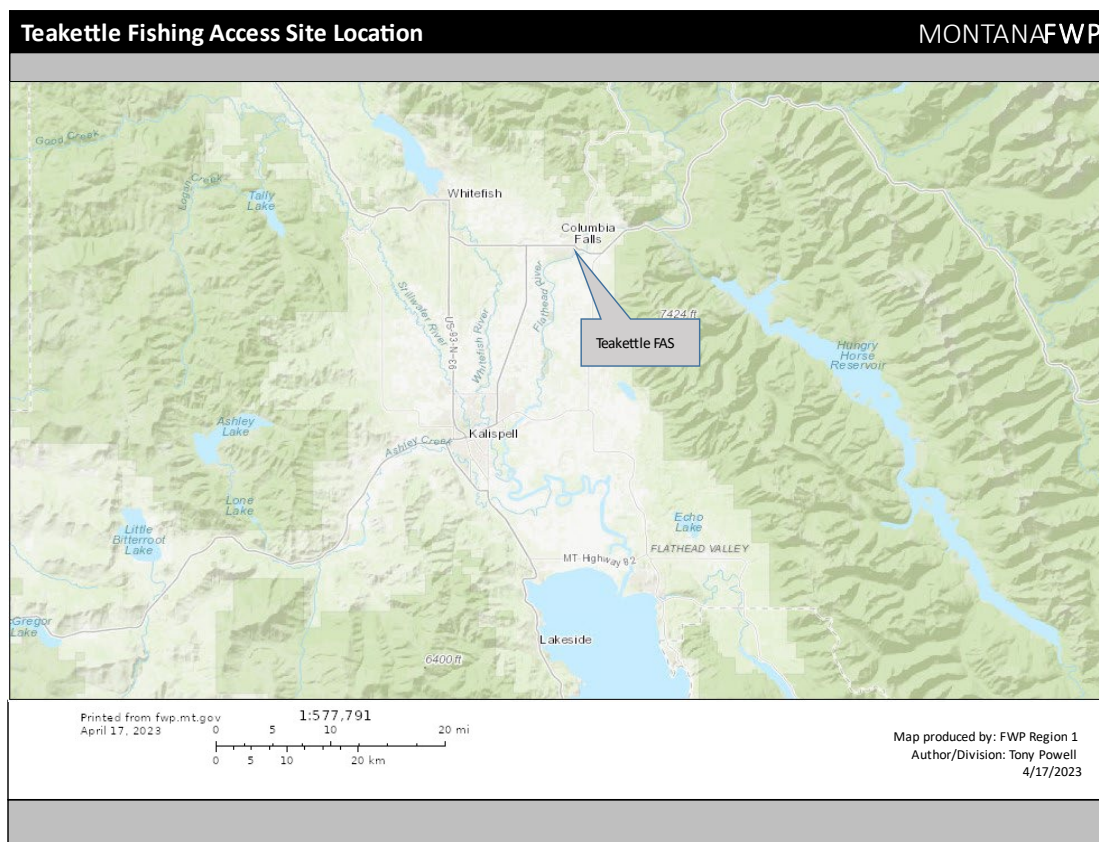 Teakettle Fishing Access Site Location
MONTANAFWP
Good Creek
Logan Creek
Tally
Lake
Whitefish
Columbia
Falls
Stillwater River
US-93-N-93
Whitefish River
Flathead River
7424 ft
Teakettle FAS
Hungry
Horse
Reservoir
Ashley
Lake
Ashley Creek
Kalispell
Lone
Lake
Little
Bitterroot
Lake
Echo
Lake
FLATHEAD VALLEY
MT Highway 82
Gregor
Lake
Lakeside
6400 ft
Printed from fwp.mt.gov
April 17, 2023
1:577,791
0 5 10 20 mi
0 5 10 20 km
Map produced by: FWP Region 1
Author/Division: Tony Powell
4/17/2023